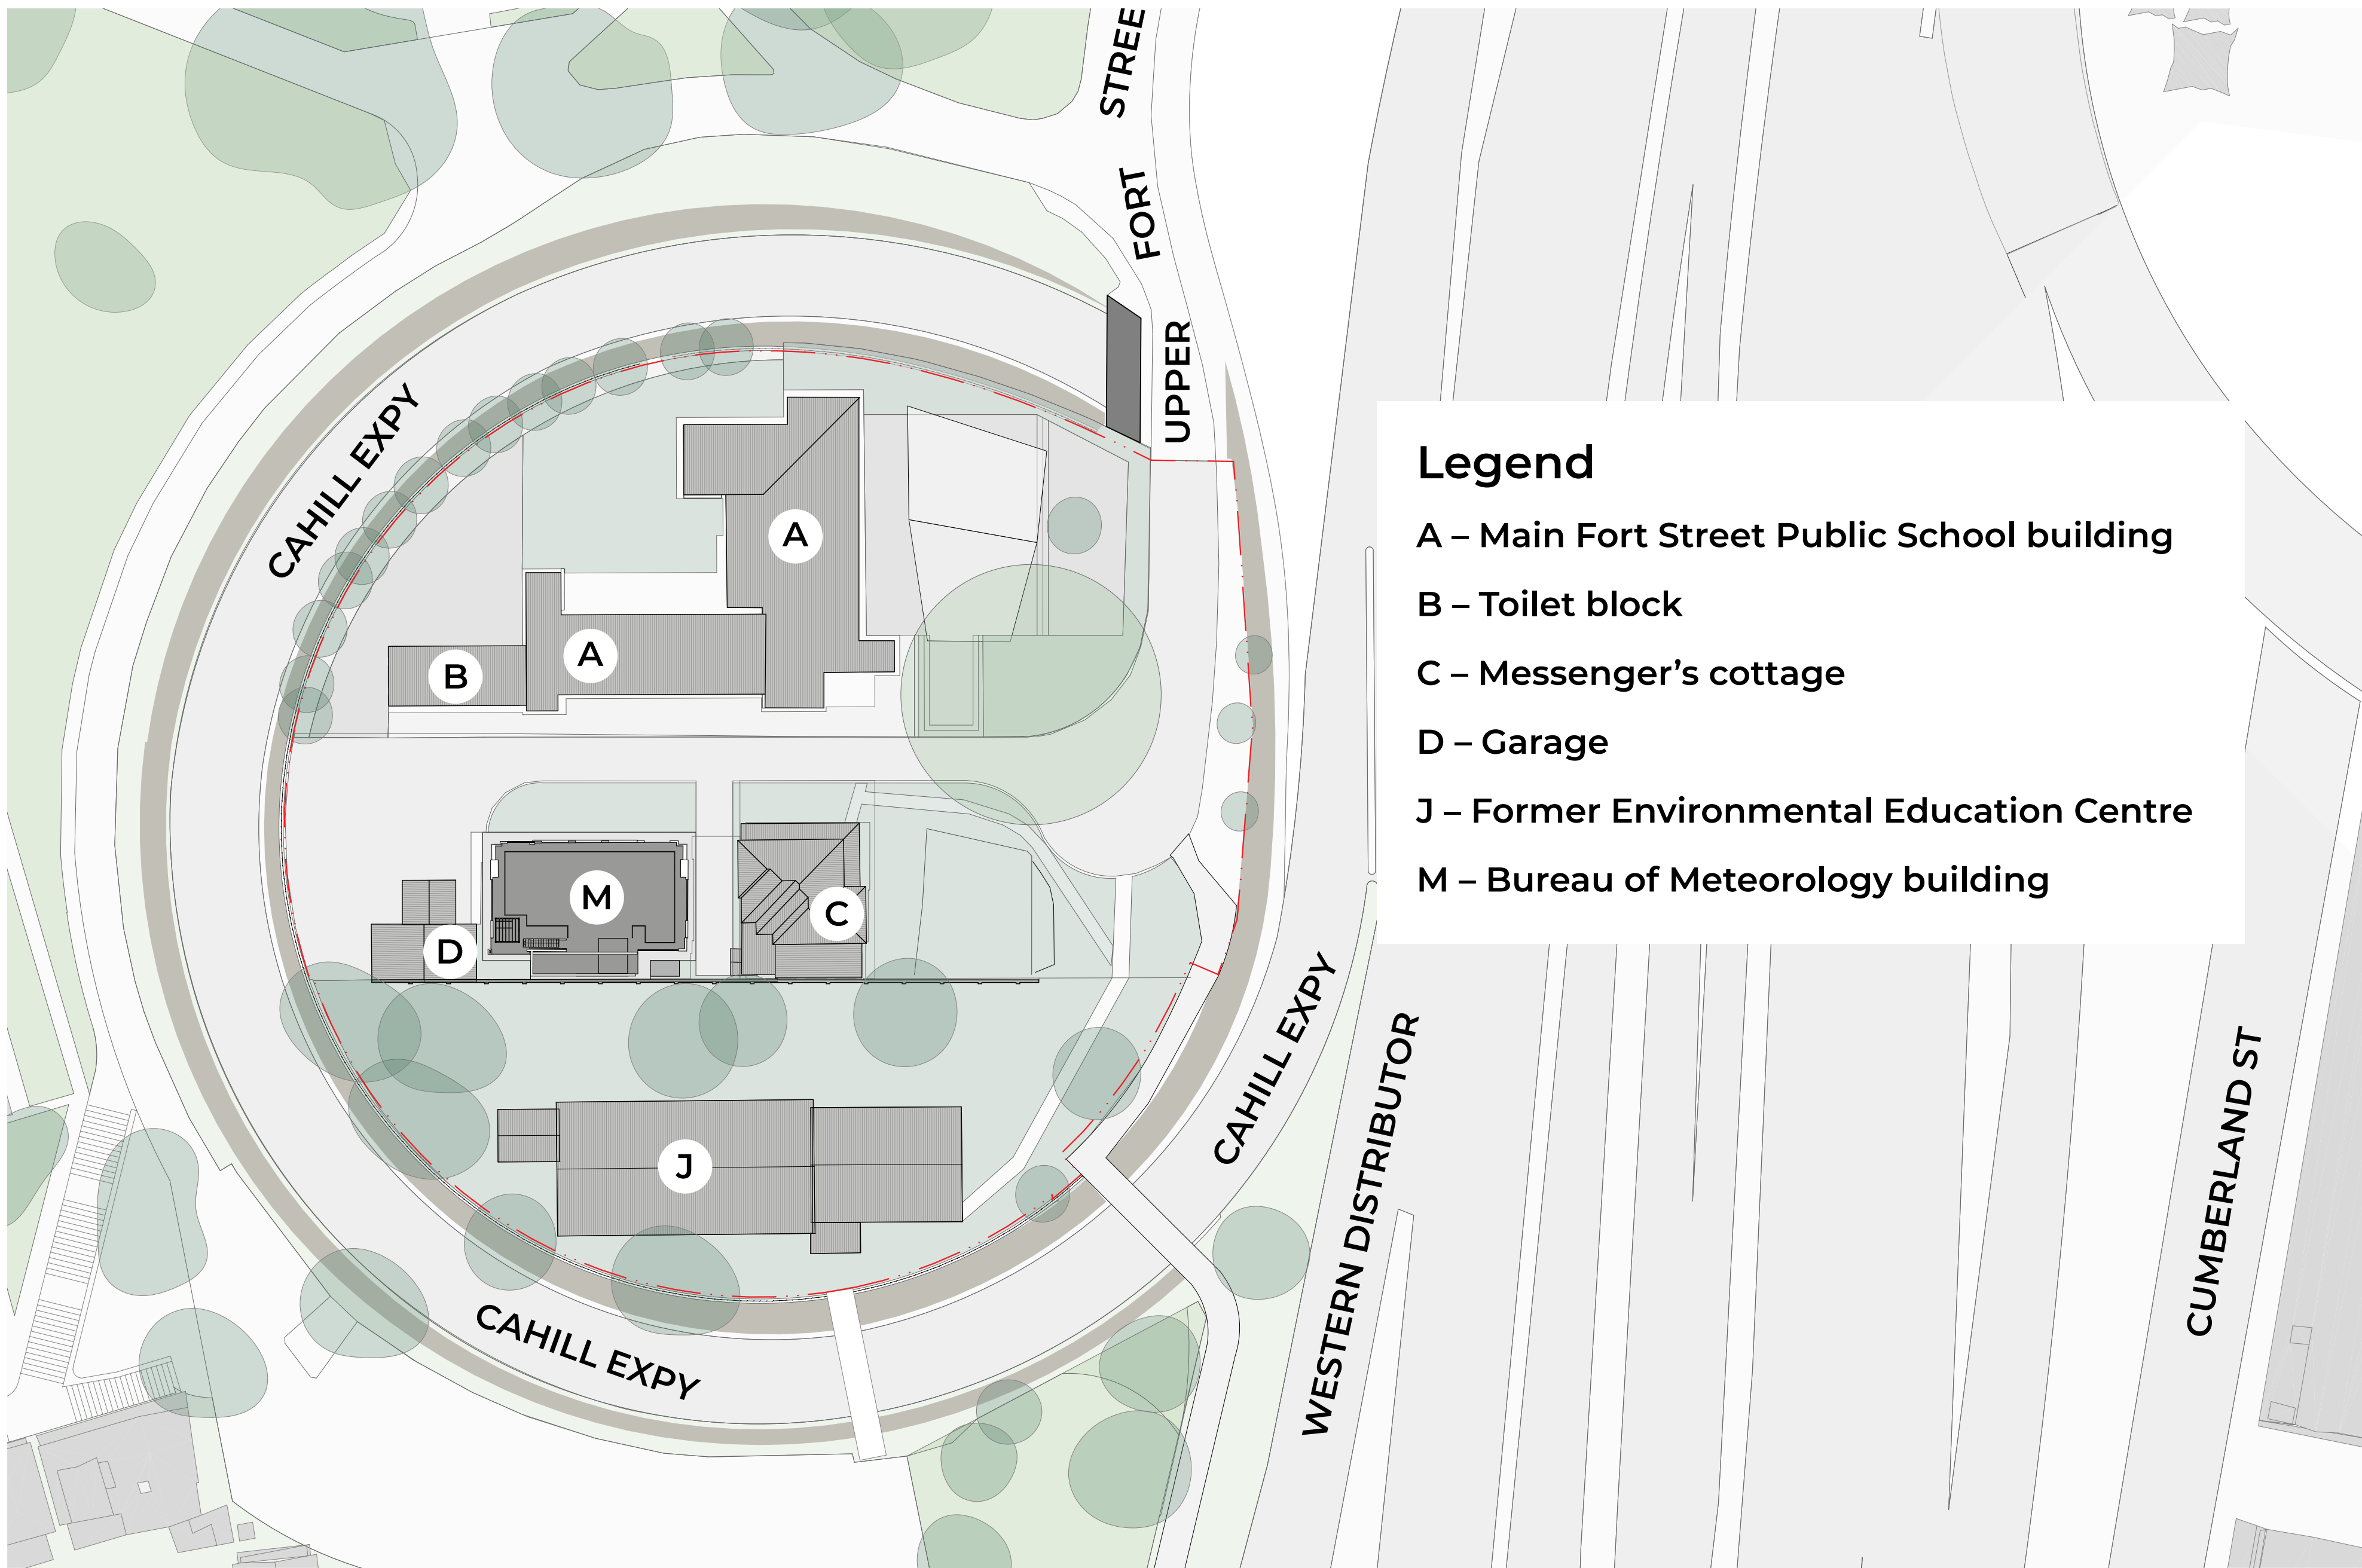 STREE
FORT
UPPER
CAHILL EXPY
A
A
B
M
C
D
J
CAHILL EXPY
CAHILL EXPY
WESTERN DISTRIBUTOR
CUMBERLAND ST
Legend
A – Main Fort Street Public School building
B – Toilet block
C – Messenger’s cottage
D – Garage
J – Former Environmental Education Centre
M – Bureau of Meteorology building